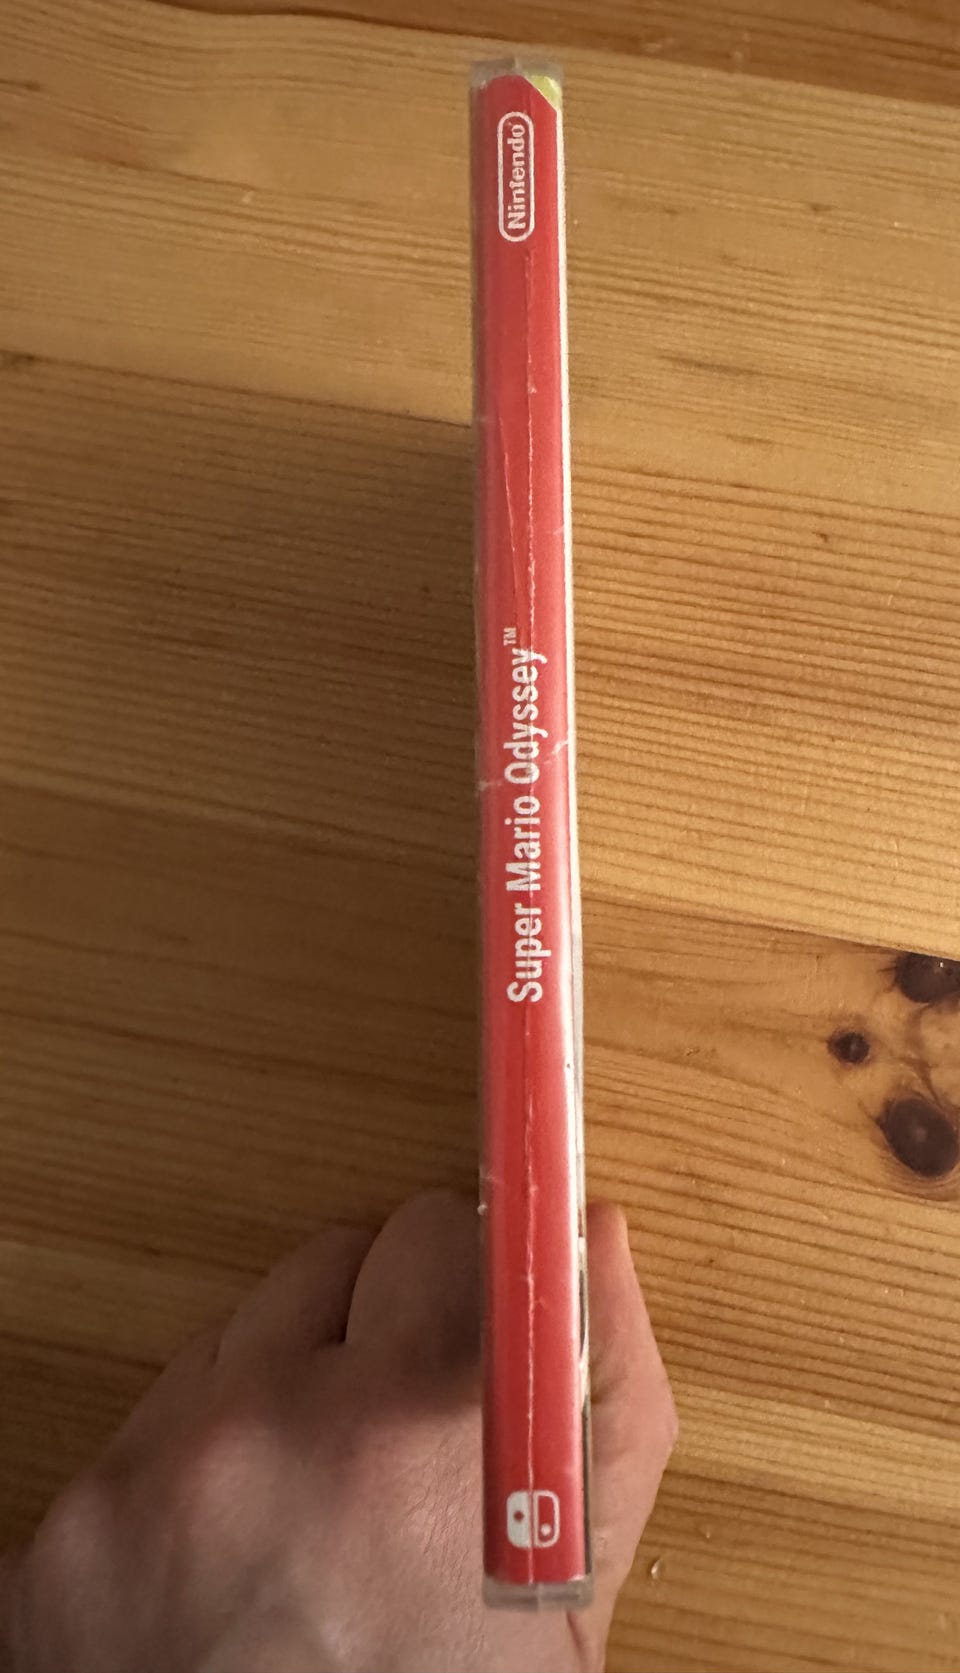 Nintendo
Super Mario Odyssey™